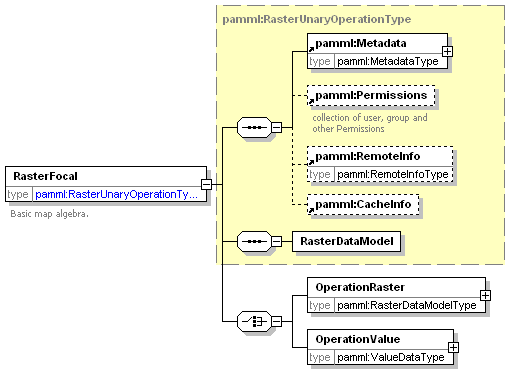 pamml:RasterUnaryOperationType
pamml:Metadata
type pamml:MetadataType
pamml:Permissions
collection of user, group and
other Permissions
pamml:RemoteInfo
type pamml:RemoteInfoType
pamml:CacheInfo
RasterFocal
type pamml:RasterUnaryOperationTy...
Basic map algebra.
RasterDataModel
OperationRaster
type pamml:RasterDataModelType
OperationValue
type pamml:ValueDataType